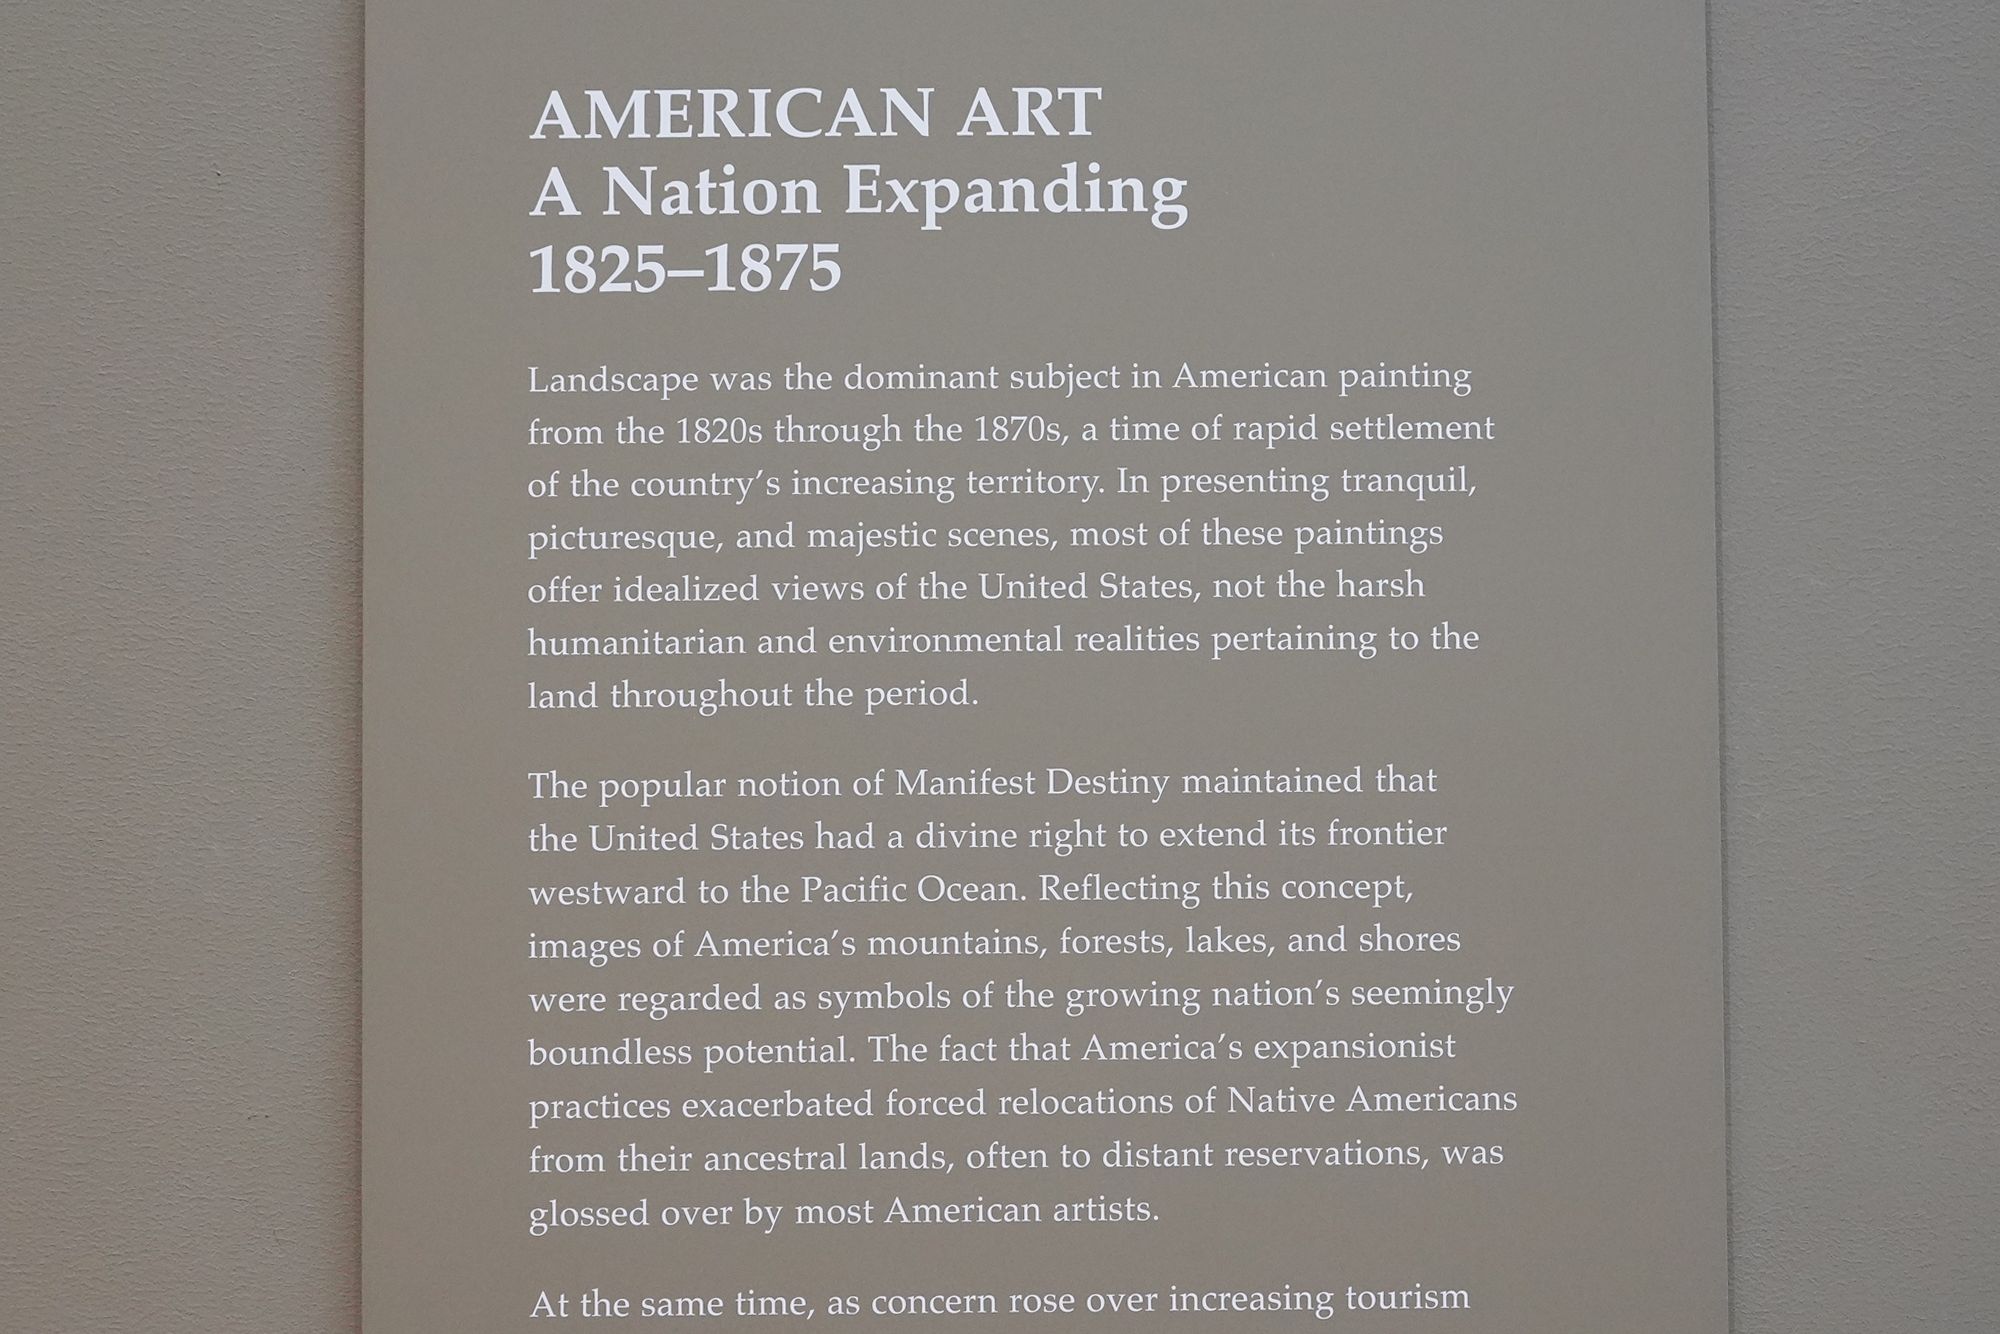 AMERICAN ART
A Nation Expanding
1825–1875
Landscape was the dominant subject in American painting
from the 1820s through the 1870s, a time of rapid settlement
of the country’s increasing territory. In presenting tranquil,
picturesque, and majestic scenes, most of these paintings
offer idealized views of the United States, not the harsh
humanitarian and environmental realities pertaining to the
land throughout the period.
The popular notion of Manifest Destiny maintained that
the United States had a divine right to extend its frontier
westward to the Pacific Ocean. Reflecting this concept,
images of America’s mountains, forests, lakes, and shores
were regarded as symbols of the growing nation’s seemingly
boundless potential. The fact that America’s expansionist
practices exacerbated forced relocations of Native Americans
from their ancestral lands, often to distant reservations, was
glossed over by most American artists.
At the same time, as concern rose over increasing tourism